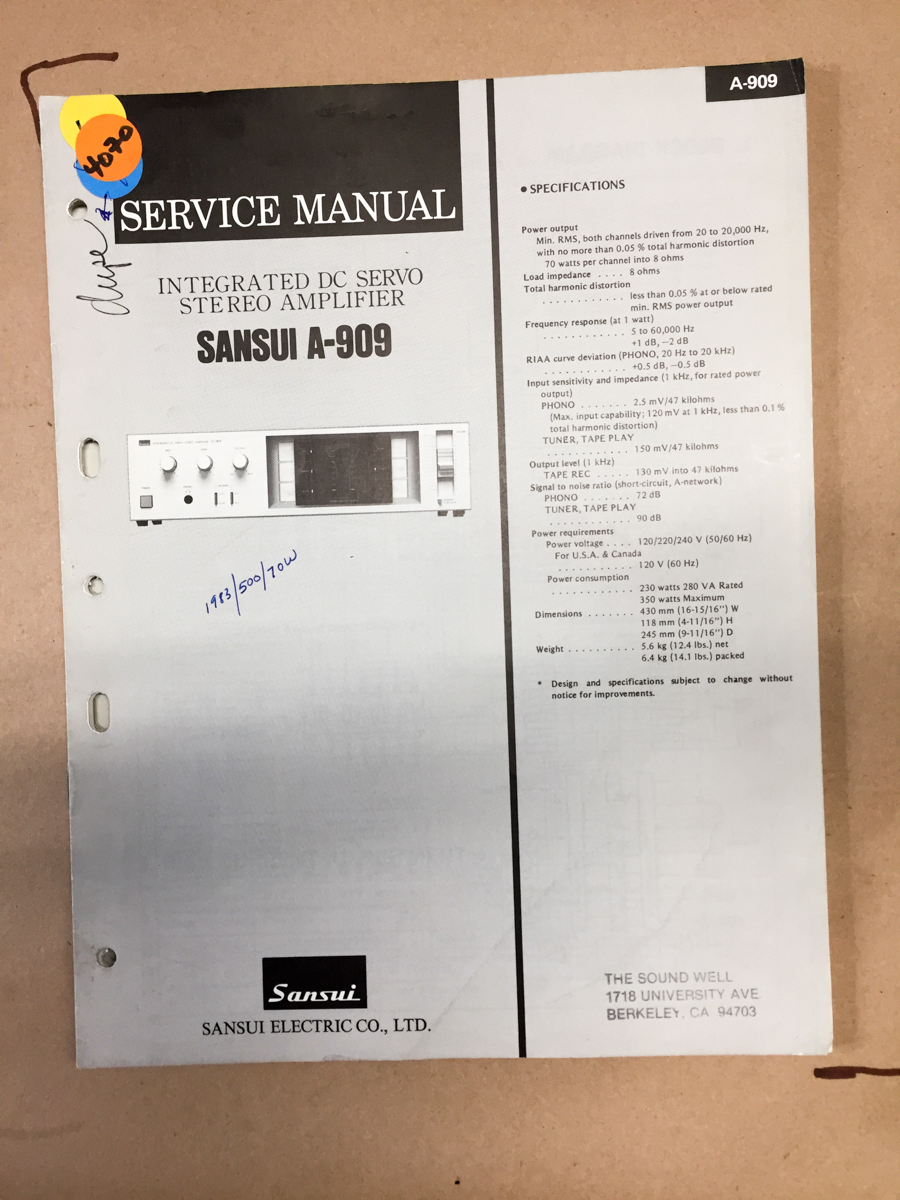 A-909
4070
dupe
SERVICE MANUAL
INTEGRATED DC SERVO
STEREO AMPLIFIER
SANSUI A-909
1983/500/70W
Sansui
SANSUI ELECTRIC CO., LTD.
● SPECIFICATIONS
Power output
Min. RMS, both channels driven from 20 to 20,000 Hz,
with no more than 0.05 % total harmonic distortion
70 watts per channel into 8 ohms
Load impedance . . . . 8 ohms
Total harmonic distortion
. . . . . . . . . . . . less than 0.05 % at or below rated
min. RMS power output
Frequency response (at 1 watt)
. . . . . . . . . . . . 5 to 60,000 Hz
+1 dB, −2 dB
RIAA curve deviation (PHONO, 20 Hz to 20 kHz)
. . . . . . . . . . . . +0.5 dB, −0.5 dB
Input sensitivity and impedance (1 kHz, for rated power
output)
PHONO . . . . . . . 2.5 mV/47 kilohms
(Max. input capability; 120 mV at 1 kHz, less than 0.1 %
total harmonic distortion)
TUNER, TAPE PLAY
. . . . . . . . . . . . 150 mV/47 kilohms
Output level (1 kHz)
TAPE REC . . . . . 130 mV into 47 kilohms
Signal to noise ratio (short-circuit, A-network)
PHONO . . . . . . . 72 dB
TUNER, TAPE PLAY
. . . . . . . . . . . . 90 dB
Power requirements
Power voltage . . . . 120/220/240 V (50/60 Hz)
For U.S.A. & Canada
. . . . . . . . . . . 120 V (60 Hz)
Power consumption
. . . . . . . . . . . . 230 watts 280 VA Rated
350 watts Maximum
Dimensions . . . . . . . 430 mm (16-15/16") W
118 mm (4-11/16") H
245 mm (9-11/16") D
Weight . . . . . . . . . . 5.6 kg (12.4 lbs.) net
6.4 kg (14.1 lbs.) packed
* Design and specifications subject to change without
notice for improvements.
THE SOUND WELL
1718 UNIVERSITY AVE
BERKELEY, CA 94703